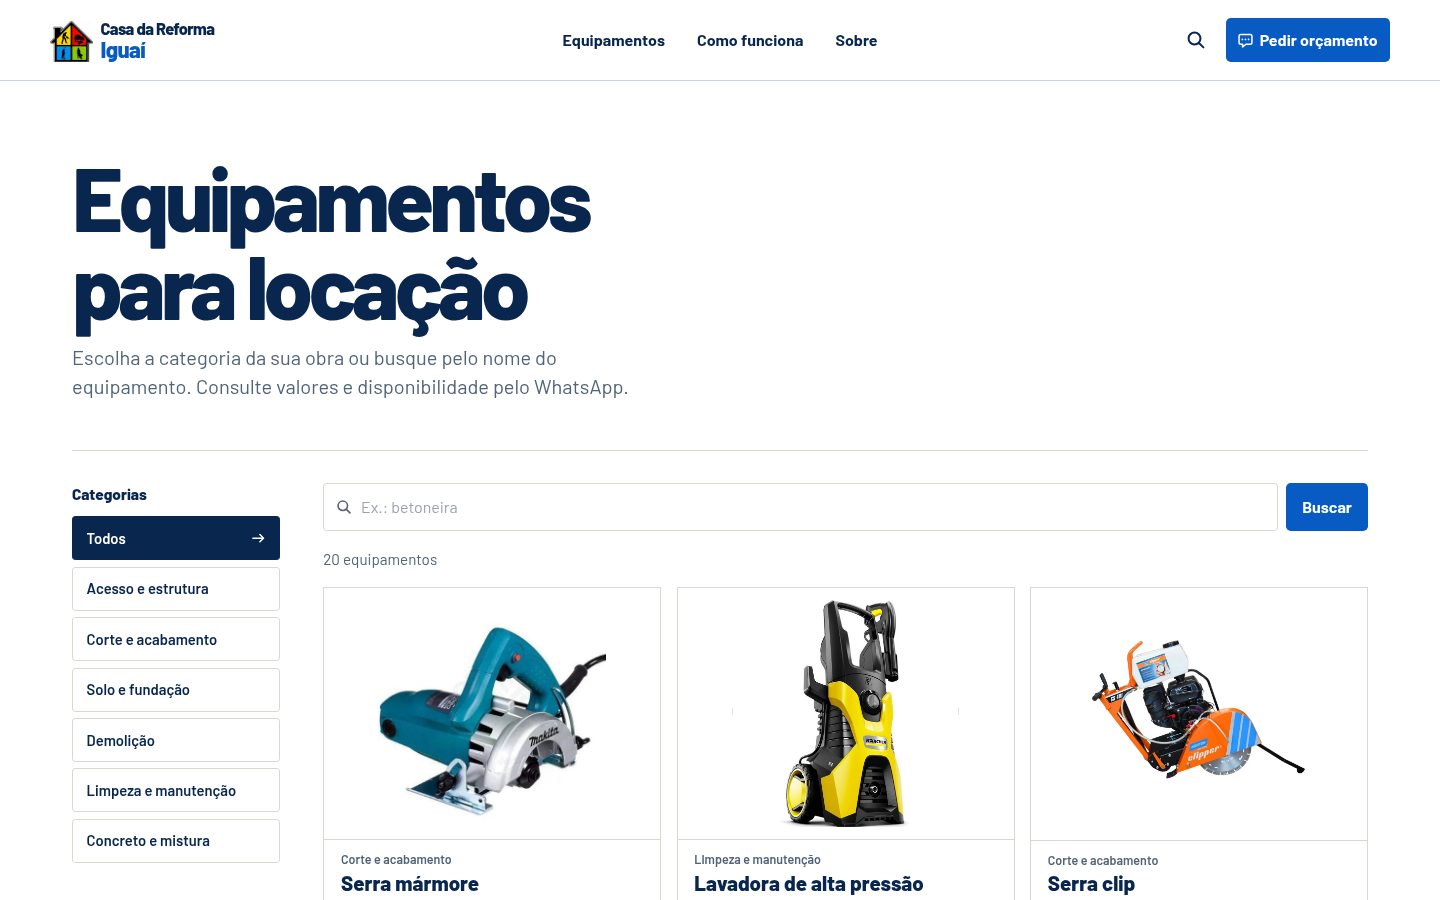 Casa da Reforma
Iguaí
Equipamentos
Como funciona
Sobre
Pedir orçamento
Equipamentos
para locação
Escolha a categoria da sua obra ou busque pelo nome do
equipamento. Consulte valores e disponibilidade pelo WhatsApp.
Categorias
Todos
Acesso e estrutura
Corte e acabamento
Solo e fundação
Demolição
Limpeza e manutenção
Concreto e mistura
Ex.: betoneira
Buscar
20 equipamentos
makita
KÄRCHER
clipper
Corte e acabamento
Serra mármore
Limpeza e manutenção
Lavadora de alta pressão
Corte e acabamento
Serra clip